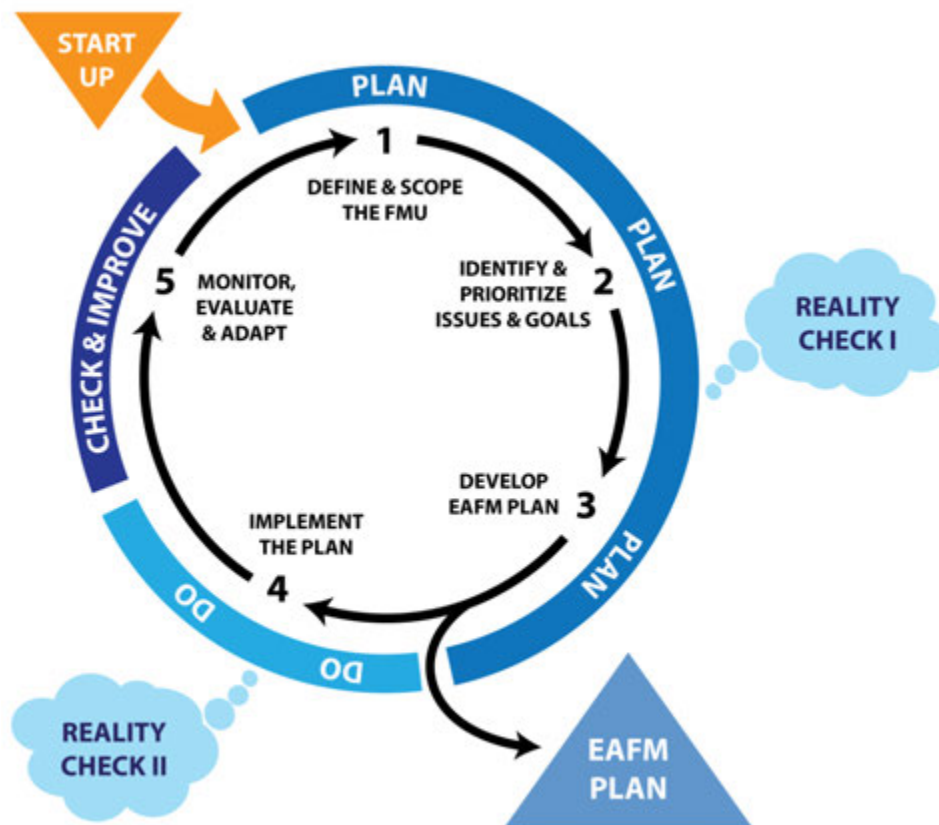 START
UP
PLAN
1
DEFINE & SCOPE
THE FMU
PLAN
2
IDENTIFY &
PRIORITIZE
ISSUES & GOALS
REALITY
CHECK I
3
DEVELOP
EAFM PLAN
PLAN
EAFM
PLAN
4
IMPLEMENT
THE PLAN
DO
DO
REALITY
CHECK II
5
MONITOR,
EVALUATE
& ADAPT
CHECK & IMPROVE